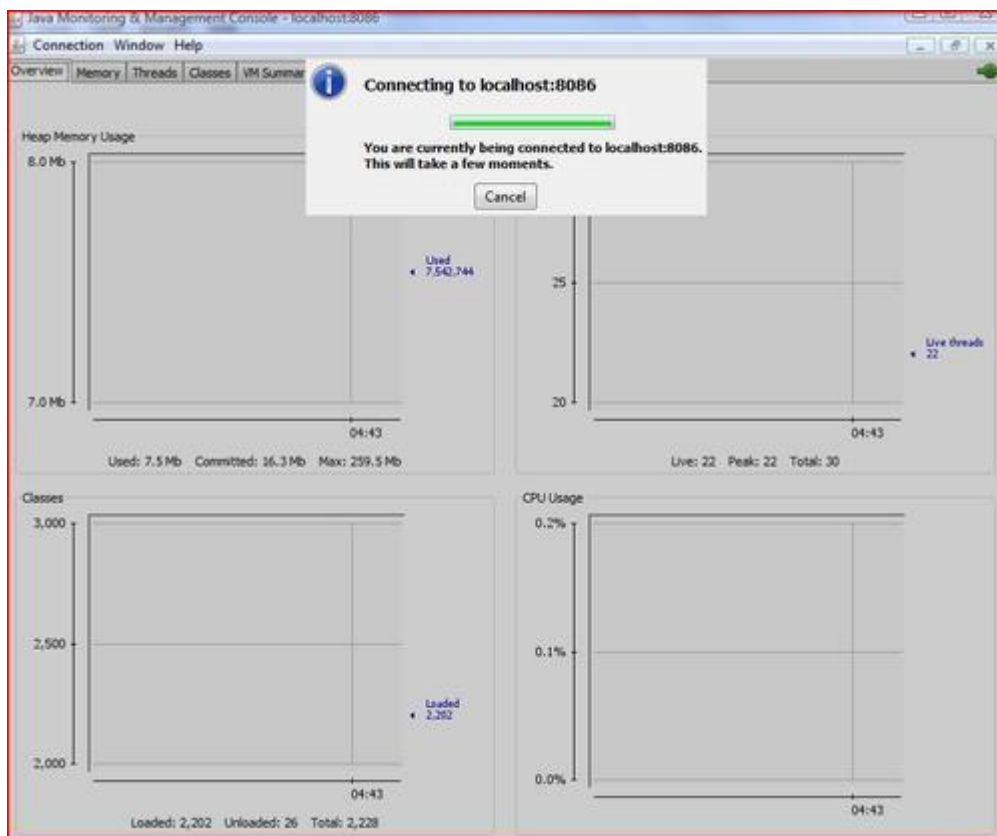 Java Monitoring & Management Console - localhost:8086
Connection Window Help
Overview Memory Threads Classes VM Summar
Connecting to localhost:8086
You are currently being connected to localhost:8086.
This will take a few moments.
Cancel
Heap Memory Usage
8.0 Mb
Used
7,542,744
7.0 Mb
04:43
Used: 7.5 Mb Committed: 16.3 Mb Max: 259.5 Mb
25
Live threads
22
20
04:43
Live: 22 Peak: 22 Total: 30
Classes
3,000
2,500
Loaded
2,202
2,000
04:43
Loaded: 2,202 Unloaded: 26 Total: 2,228
CPU Usage
0.2%
0.1%
0.0%
04:43